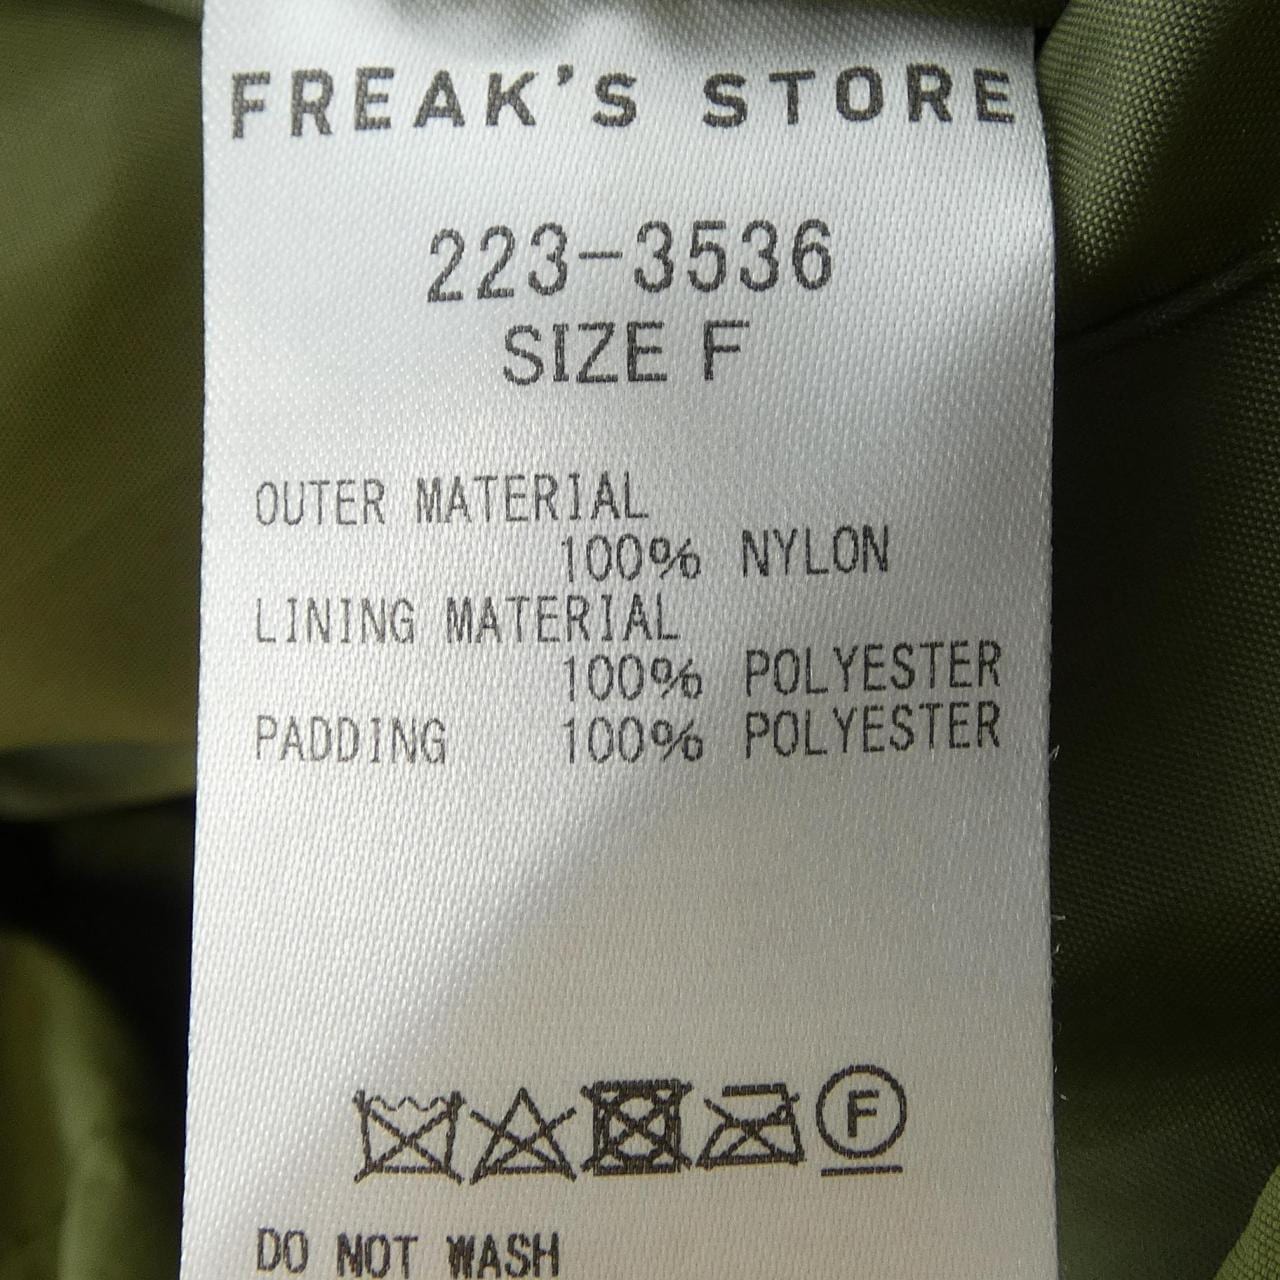 FREAK'S STORE
223-3536
SIZE F
OUTER MATERIAL
100% NYLON
LINING MATERIAL
100% POLYESTER
PADDING 100% POLYESTER
F
DO NOT WASH